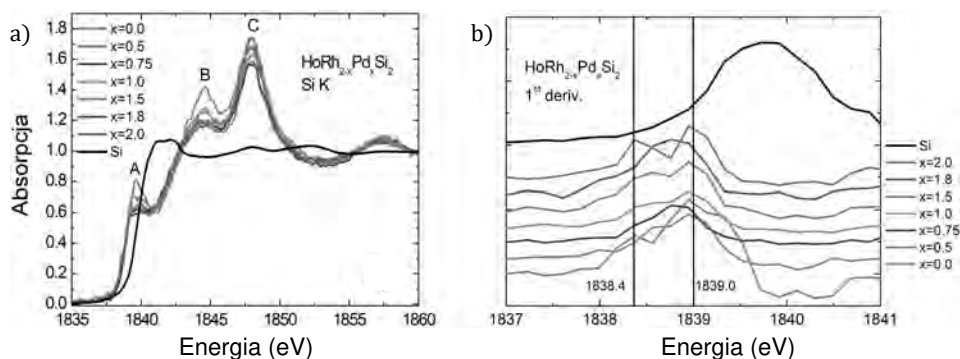 a)
x=0.0
x=0.5
x=0.75
x=1.0
x=1.5
x=1.8
x=2.0
Si
A
B
C
HoRh2-xPdxSi2
Si K
Absorpcja
1.8
1.6
1.4
1.2
1.0
0.8
0.6
0.4
0.2
0.0
1835 1840 1845 1850 1855 1860
Energia (eV)
b)
HoRh2-xPdxSi2
1st deriv.
1838.4
1839.0
1837 1838 1839 1840 1841
Energia (eV)
Si
x=2.0
x=1.8
x=1.5
x=1.0
x=0.75
x=0.5
x=0.0